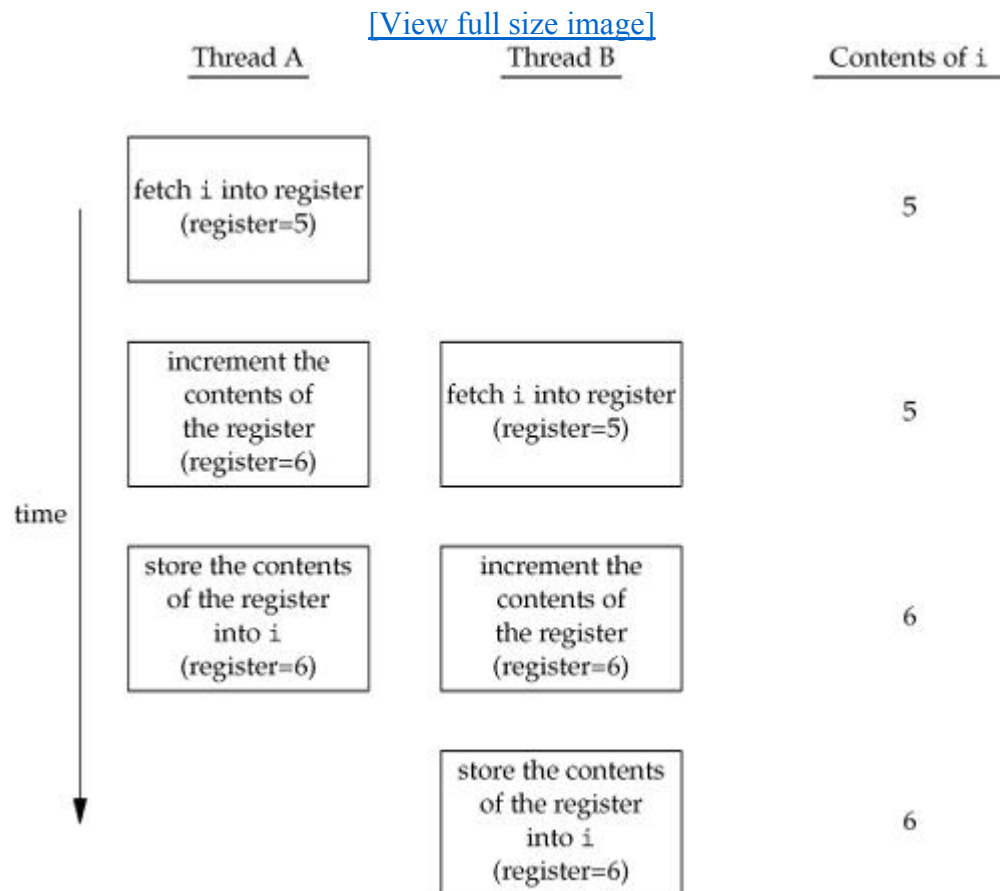 [View full size image]
Thread A
Thread B
Contents of i
fetch i into register
(register=5)
5
increment the
contents of
the register
(register=6)
fetch i into register
(register=5)
5
time
store the contents
of the register
into i
(register=6)
increment the
contents of
the register
(register=6)
6
store the contents
of the register
into i
(register=6)
6